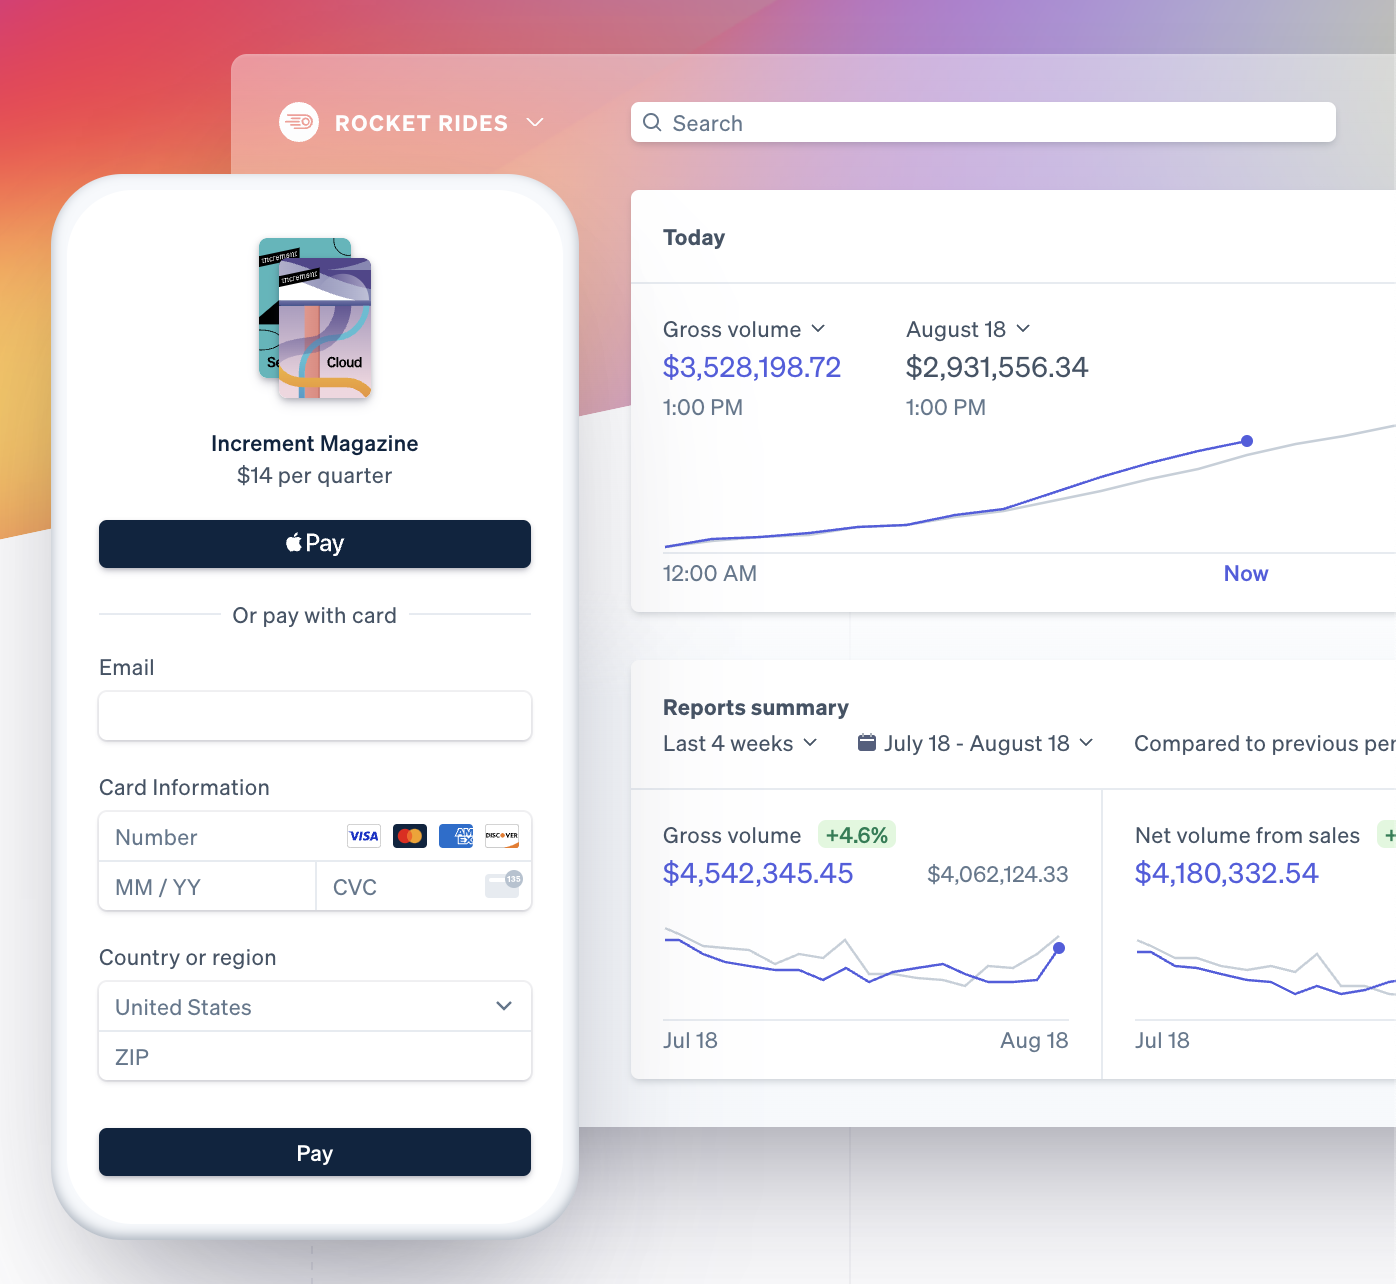 ROCKET RIDES
Search
increment
increment
Cloud
Increment Magazine
$14 per quarter
Pay
Or pay with card
Email
Card Information
Number
VISA
AMEX
DISCOVER
MM / YY
CVC
135
Country or region
United States
ZIP
Pay
Today
Gross volume
August 18
$3,528,198.72
$2,931,556.34
1:00 PM
1:00 PM
12:00 AM
Now
Reports summary
Last 4 weeks
July 18 - August 18
Compared to previous per
Gross volume
+4.6%
$4,542,345.45
$4,062,124.33
Jul 18
Aug 18
Net volume from sales
+
$4,180,332.54
Jul 18